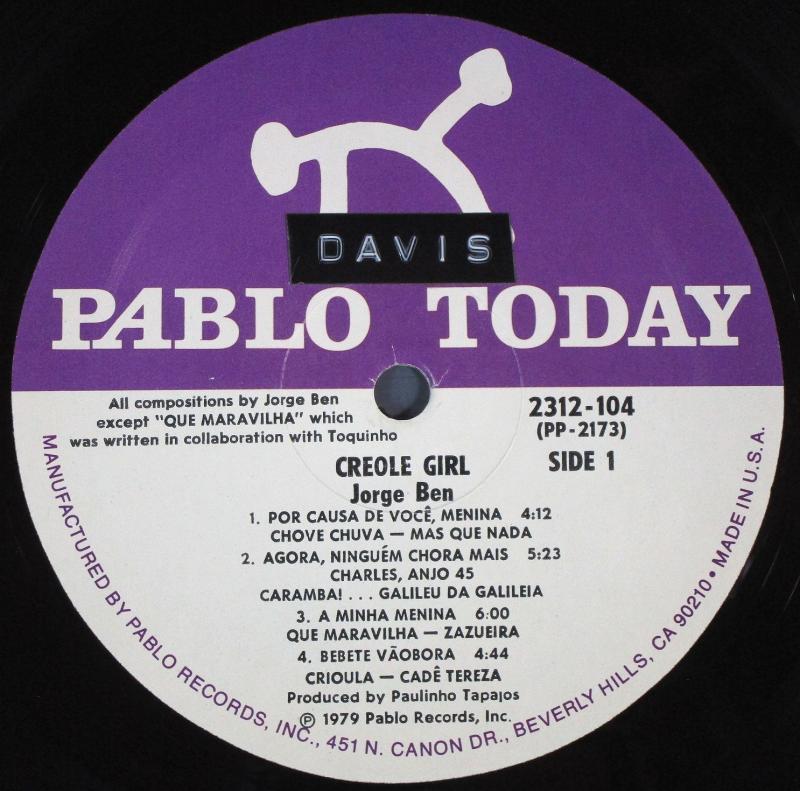 DAVIS
PABLO TODAY
All compositions by Jorge Ben
except "QUE MARAVILHA" which
was written in collaboration with Toquinho
2312-104
(PP-2173)
SIDE 1
CREOLE GIRL
Jorge Ben
1. POR CAUSA DE VOCÊ, MENINA 4:12
CHOVE CHUVA — MAS QUE NADA
2. AGORA, NINGUÉM CHORA MAIS 5:23
CHARLES, ANJO 45
CARAMBA! . . . GALILEU DA GALILEIA
3. A MINHA MENINA 6:00
QUE MARAVILHA — ZAZUEIRA
4. BEBETE VÃOBORA 4:44
CRIOULA — CADÊ TEREZA
Produced by Paulinho Tapajos
℗ 1979 Pablo Records, Inc.
MANUFACTURED BY PABLO RECORDS, INC., 451 N. CANON DR., BEVERLY HILLS, CA 90210 • MADE IN U.S.A.